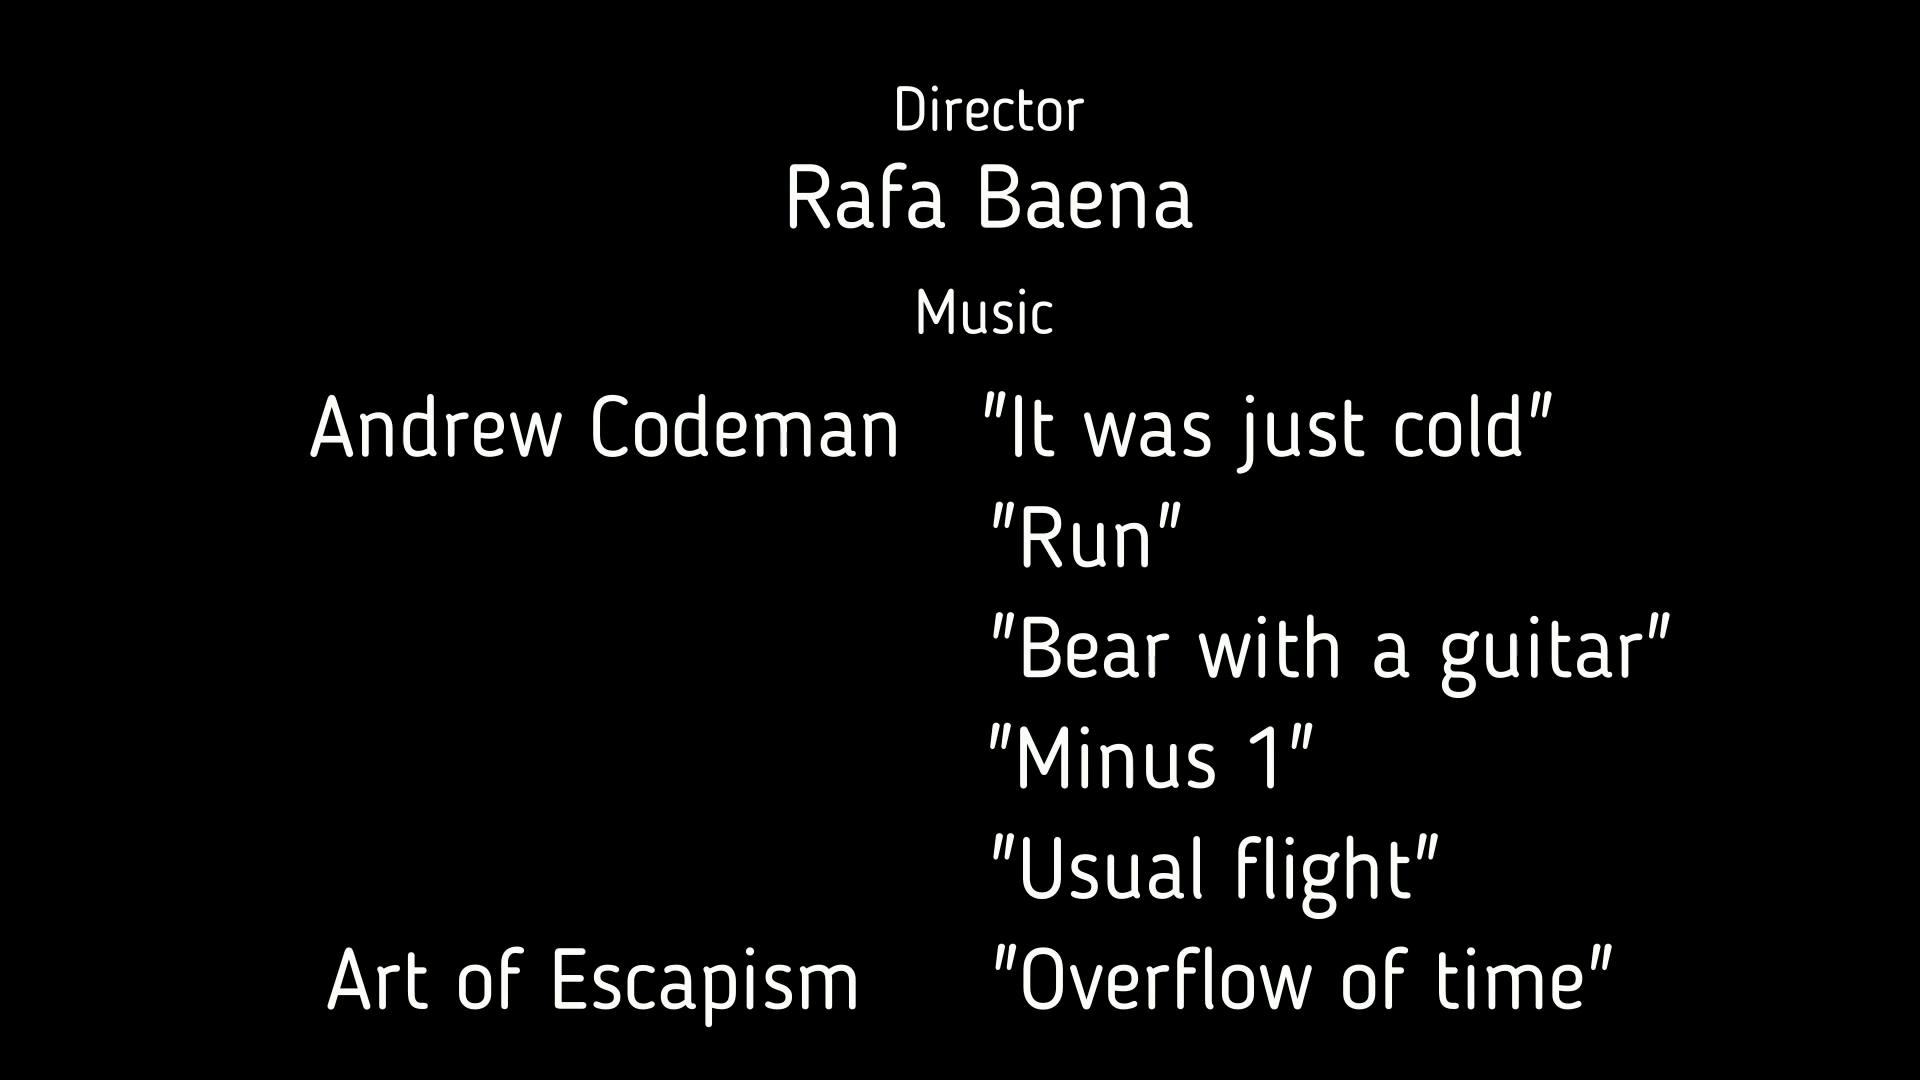 Director
Rafa Baena
Music
Andrew Codeman "It was just cold"
"Run"
"Bear with a guitar"
"Minus 1"
"Usual flight"
Art of Escapism "Overflow of time"